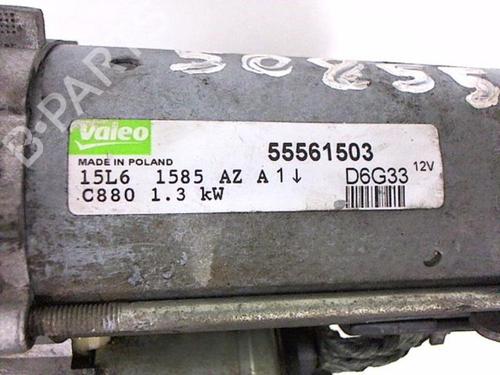 Valeo
MADE IN POLAND
55561503
15L6 1585 AZ A1↓
D6G33 12V
C880 1.3 kW
B-PARTS